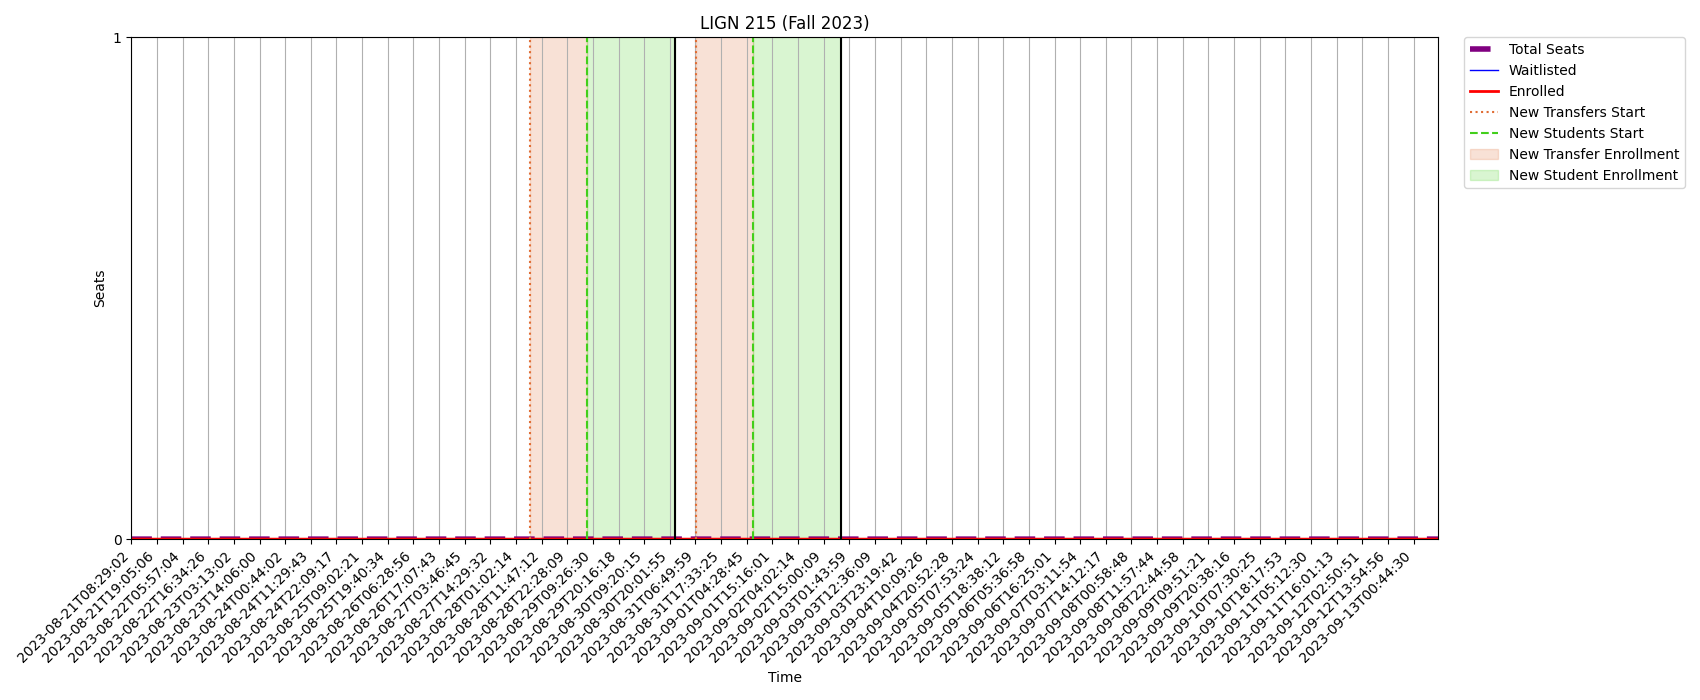 LIGN 215 (Fall 2023)
1
0
Seats
2023-08-21T08:29:02
2023-08-21T19:05:06
2023-08-22T05:57:04
2023-08-22T16:34:26
2023-08-23T03:13:02
2023-08-23T14:06:00
2023-08-24T00:44:02
2023-08-24T11:29:43
2023-08-24T22:09:17
2023-08-25T09:02:21
2023-08-25T19:40:34
2023-08-26T06:28:56
2023-08-26T17:07:43
2023-08-27T03:46:45
2023-08-27T14:29:32
2023-08-28T01:02:14
2023-08-28T11:47:12
2023-08-28T22:28:09
2023-08-29T09:26:30
2023-08-29T20:16:18
2023-08-30T09:20:15
2023-08-30T20:01:55
2023-08-31T06:49:59
2023-08-31T17:33:25
2023-09-01T04:28:45
2023-09-01T15:16:01
2023-09-02T04:02:14
2023-09-02T15:00:09
2023-09-03T01:43:59
2023-09-03T12:36:09
2023-09-03T23:19:42
2023-09-04T10:09:26
2023-09-04T20:52:28
2023-09-05T07:53:24
2023-09-05T18:38:12
2023-09-06T05:36:58
2023-09-06T16:25:01
2023-09-07T03:11:54
2023-09-07T14:12:17
2023-09-08T00:58:48
2023-09-08T11:57:44
2023-09-08T22:44:58
2023-09-09T09:51:21
2023-09-09T20:38:16
2023-09-10T07:30:25
2023-09-10T18:17:53
2023-09-11T05:12:30
2023-09-11T16:01:13
2023-09-12T02:50:51
2023-09-12T13:54:56
2023-09-13T00:44:30
Time
Total Seats
Waitlisted
Enrolled
New Transfers Start
New Students Start
New Transfer Enrollment
New Student Enrollment